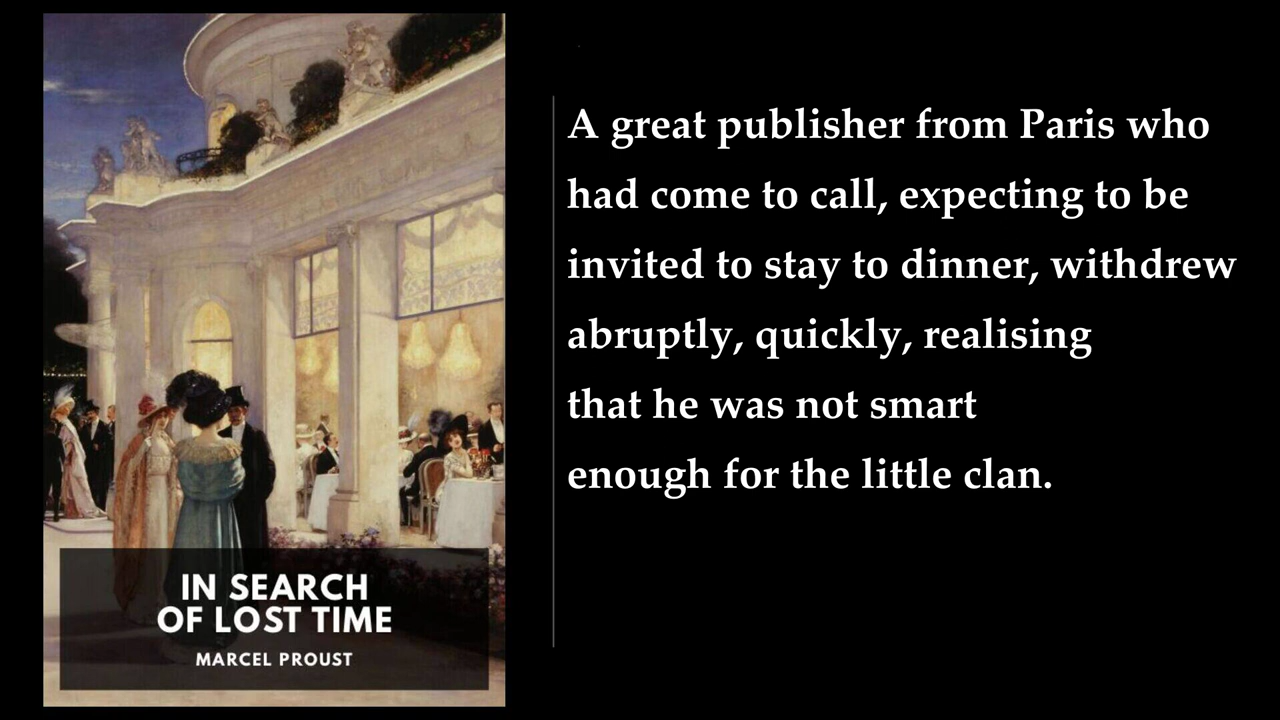 A great publisher from Paris who
had come to call, expecting to be
invited to stay to dinner, withdrew
abruptly, quickly, realising
that he was not smart
enough for the little clan.
IN SEARCH
OF LOST TIME
MARCEL PROUST